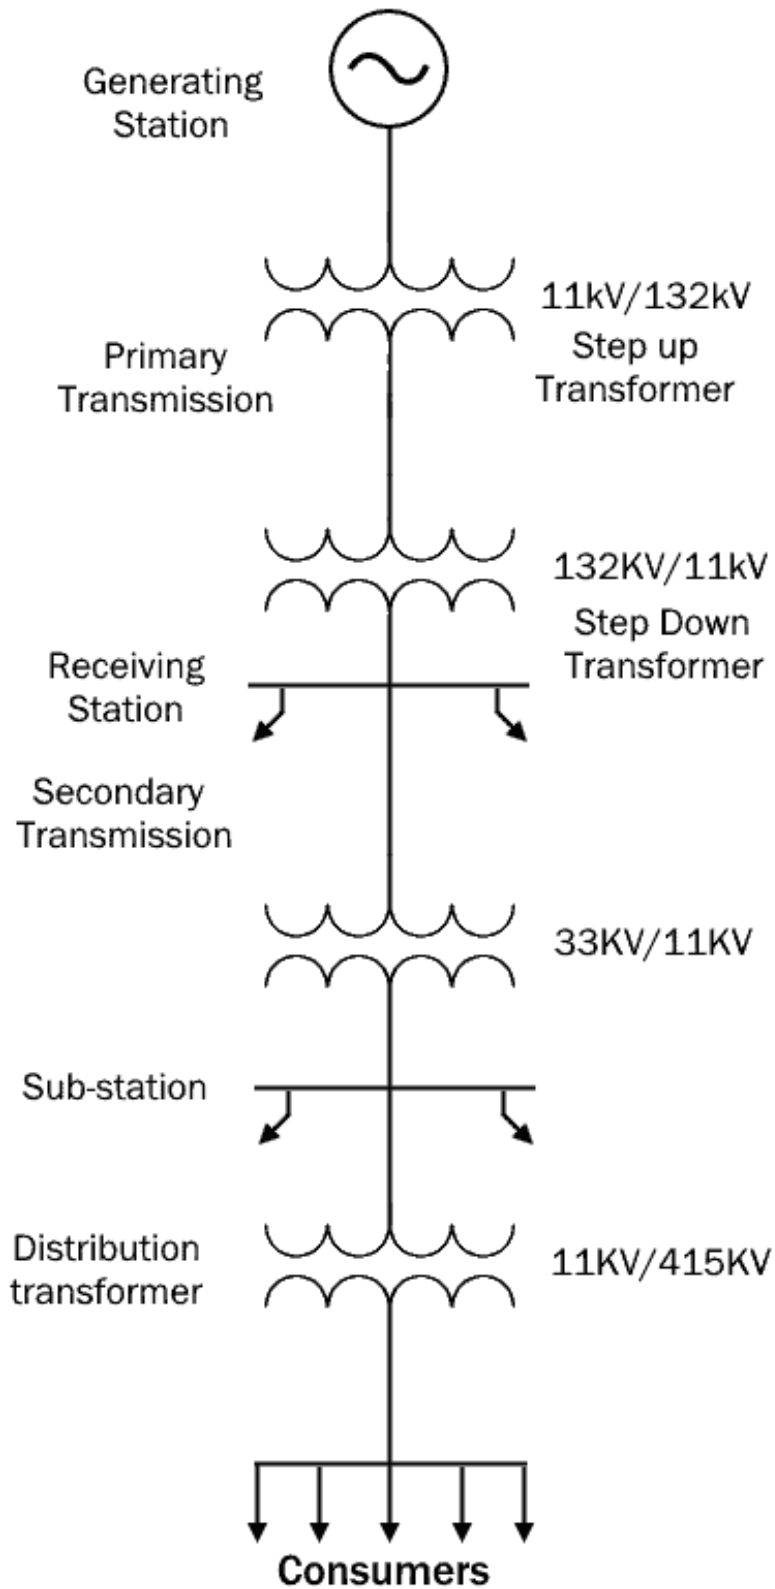 Generating
Station
11kV/132kV
Step up
Transformer
Primary
Transmission
132KV/11kV
Step Down
Transformer
Receiving
Station
Secondary
Transmission
33KV/11KV
Sub-station
Distribution
transformer
11KV/415KV
Consumers